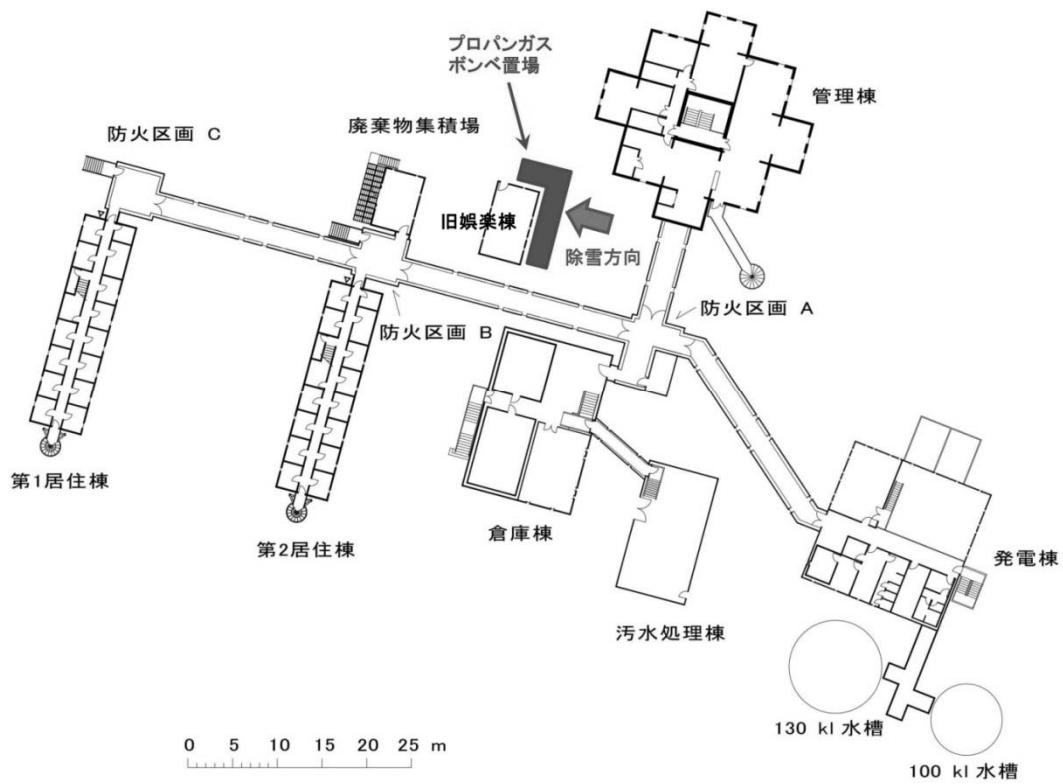 プロパンガス
ボンベ置場
管理棟
防火区画 C
廃棄物集積場
旧娯楽棟
除雪方向
防火区画 A
防火区画 B
第1居住棟
第2居住棟
倉庫棟
発電棟
汚水処理棟
130 kl 水槽
100 kl 水槽
0 5 10 15 20 25 m